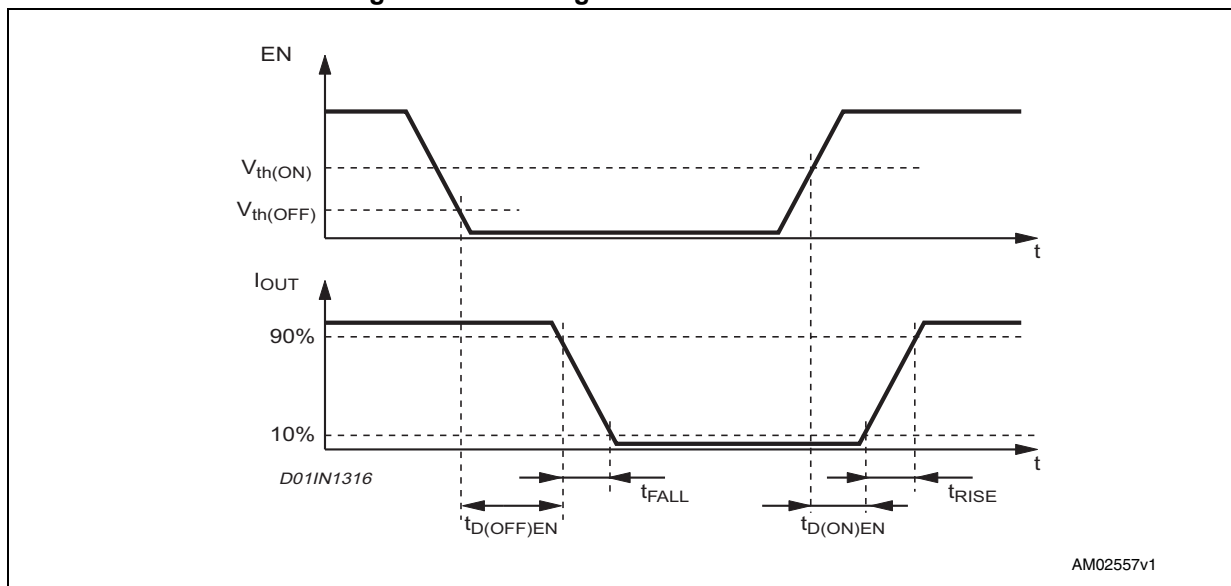 EN
Vth(ON)
Vth(OFF)
t
IOUT
90%
10%
t
D01IN1316
tFALL
tRISE
tD(OFF)EN
tD(ON)EN
AM02557v1